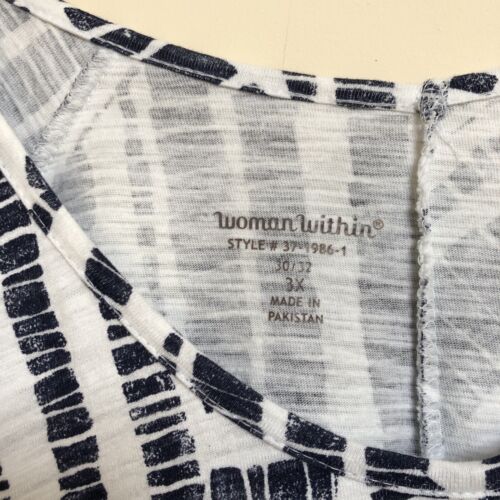 woman within®
STYLE # 37-1986-1
30/32
3X
MADE IN
PAKISTAN